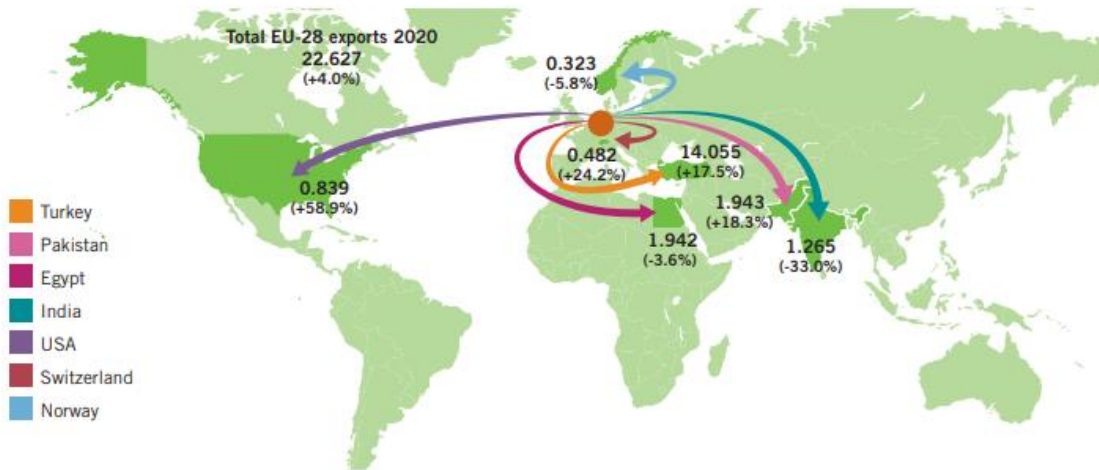 Total EU-28 exports 2020
22.627
(+4.0%)
0.323
(-5.8%)
0.482
(+24.2%)
14.055
(+17.5%)
0.839
(+58.9%)
1.943
(+18.3%)
1.942
(-3.6%)
1.265
(-33.0%)
Turkey
Pakistan
Egypt
India
USA
Switzerland
Norway